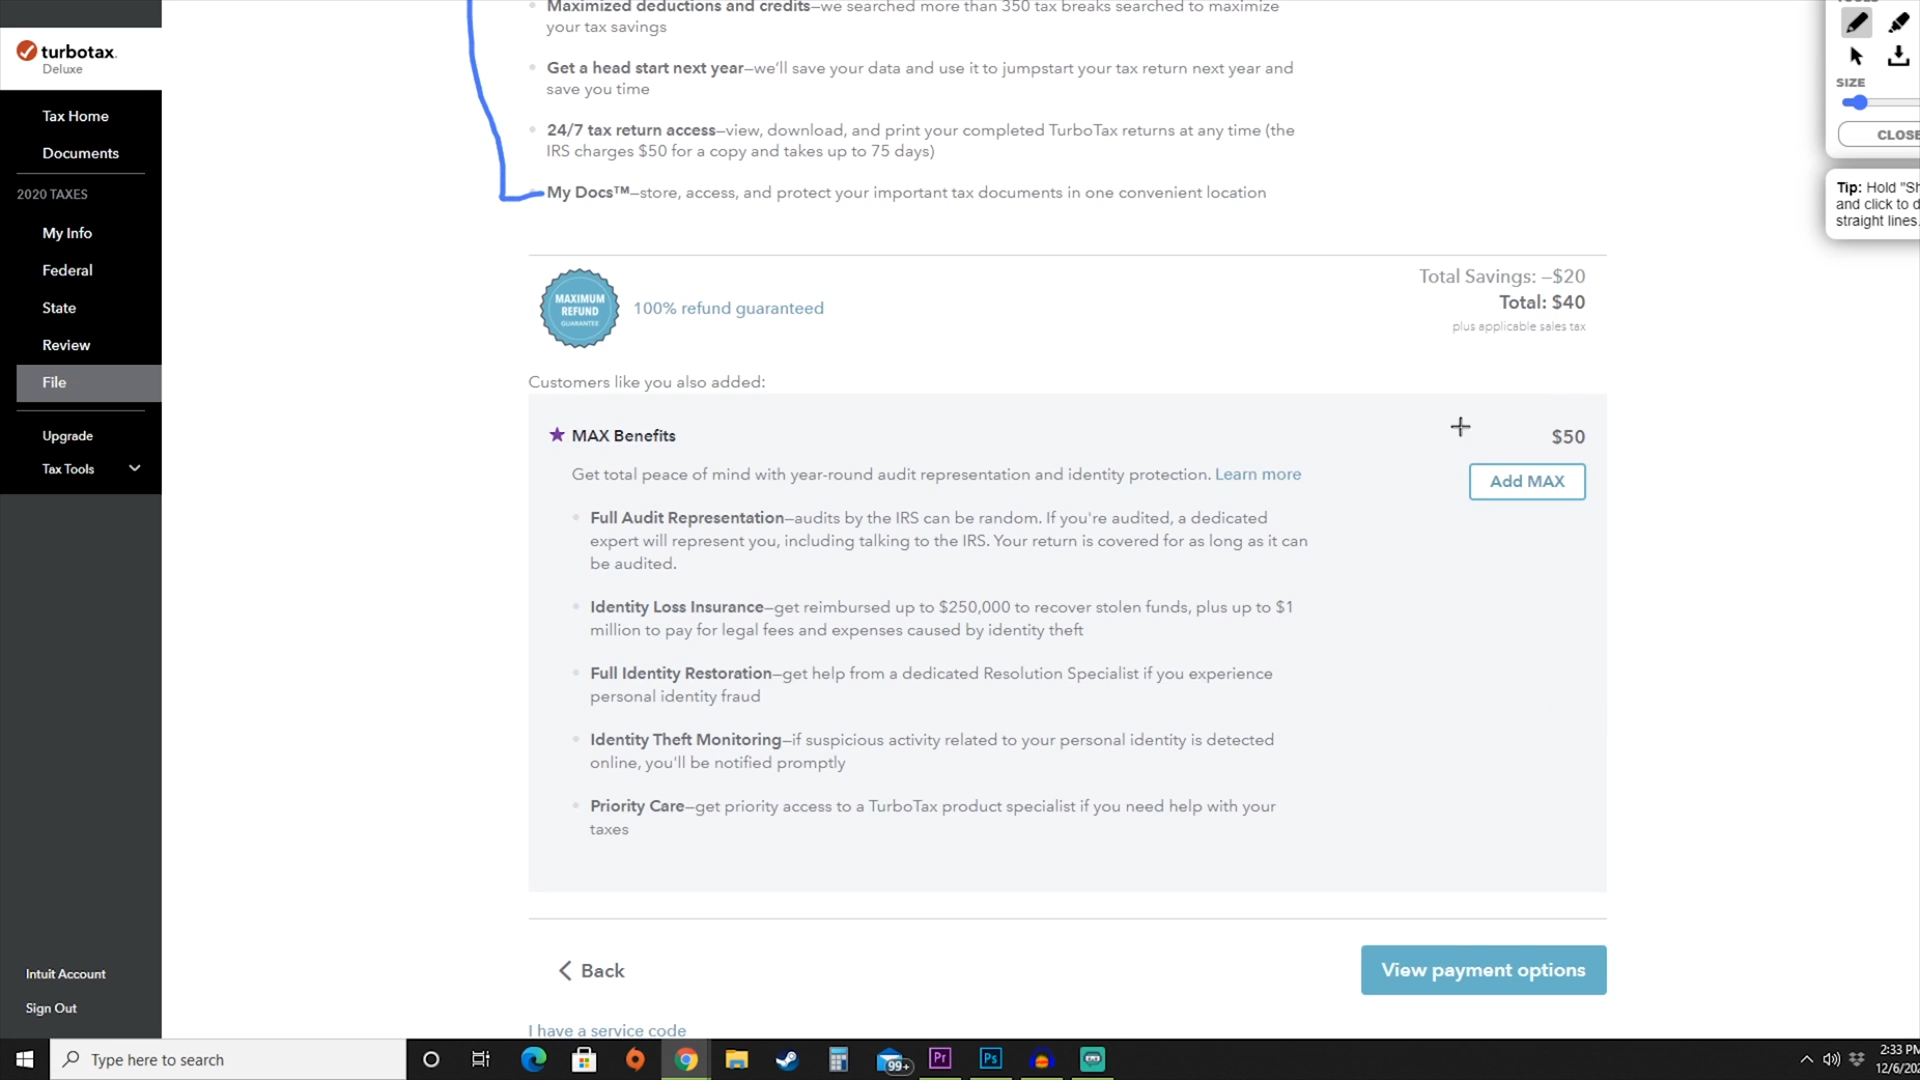 Maximized deductions and credits—we searched more than 350 tax breaks searched to maximize
your tax savings
Get a head start next year—we'll save your data and use it to jumpstart your tax return next year and
save you time
24/7 tax return access—view, download, and print your completed TurboTax returns at any time (the
IRS charges $50 for a copy and takes up to 75 days)
My Docs™—store, access, and protect your important tax documents in one convenient location
turbotax.
Deluxe
Tax Home
Documents
2020 TAXES
My Info
Federal
State
Review
File
Upgrade
Tax Tools
Intuit Account
Sign Out
SIZE
CLOSE
Tip: Hold "Sh
and click to d
straight lines.
MAXIMUM
REFUND
GUARANTEE
100% refund guaranteed
Total Savings: –$20
Total: $40
plus applicable sales tax
Customers like you also added:
MAX Benefits
$50
Get total peace of mind with year-round audit representation and identity protection. Learn more
Add MAX
Full Audit Representation—audits by the IRS can be random. If you're audited, a dedicated
expert will represent you, including talking to the IRS. Your return is covered for as long as it can
be audited.
Identity Loss Insurance—get reimbursed up to $250,000 to recover stolen funds, plus up to $1
million to pay for legal fees and expenses caused by identity theft
Full Identity Restoration—get help from a dedicated Resolution Specialist if you experience
personal identity fraud
Identity Theft Monitoring—if suspicious activity related to your personal identity is detected
online, you'll be notified promptly
Priority Care—get priority access to a TurboTax product specialist if you need help with your
taxes
Back
View payment options
I have a service code
Type here to search
99+
Pr
Ps
2:33 PM
12/6/202